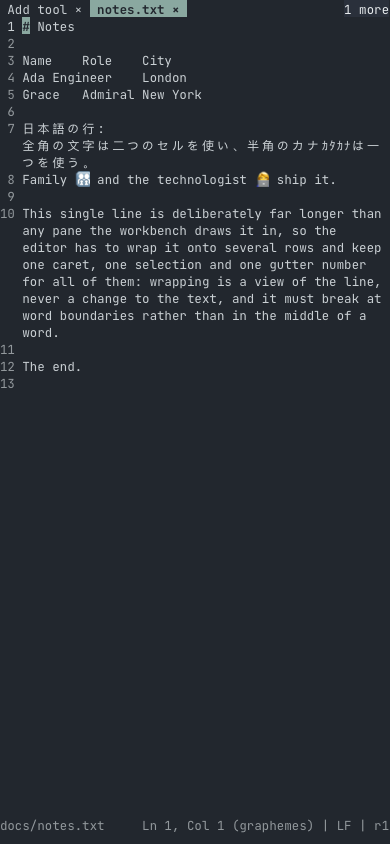 Add tool × notes.txt × 1 more
1 # Notes
2
3 Name Role City
4 Ada Engineer London
5 Grace Admiral New York
6
7 日本語の行:
全角の文字は二つのセルを使い、半角のカナｶﾀｶﾅは一
つを使う。
8 Family 👨‍👩‍👧‍👦 and the technologist 👩‍💻 ship it.
9
10 This single line is deliberately far longer than
any pane the workbench draws it in, so the
editor has to wrap it onto several rows and keep
one caret, one selection and one gutter number
for all of them: wrapping is a view of the line,
never a change to the text, and it must break at
word boundaries rather than in the middle of a
word.
11
12 The end.
13
docs/notes.txt Ln 1, Col 1 (graphemes) | LF | r1